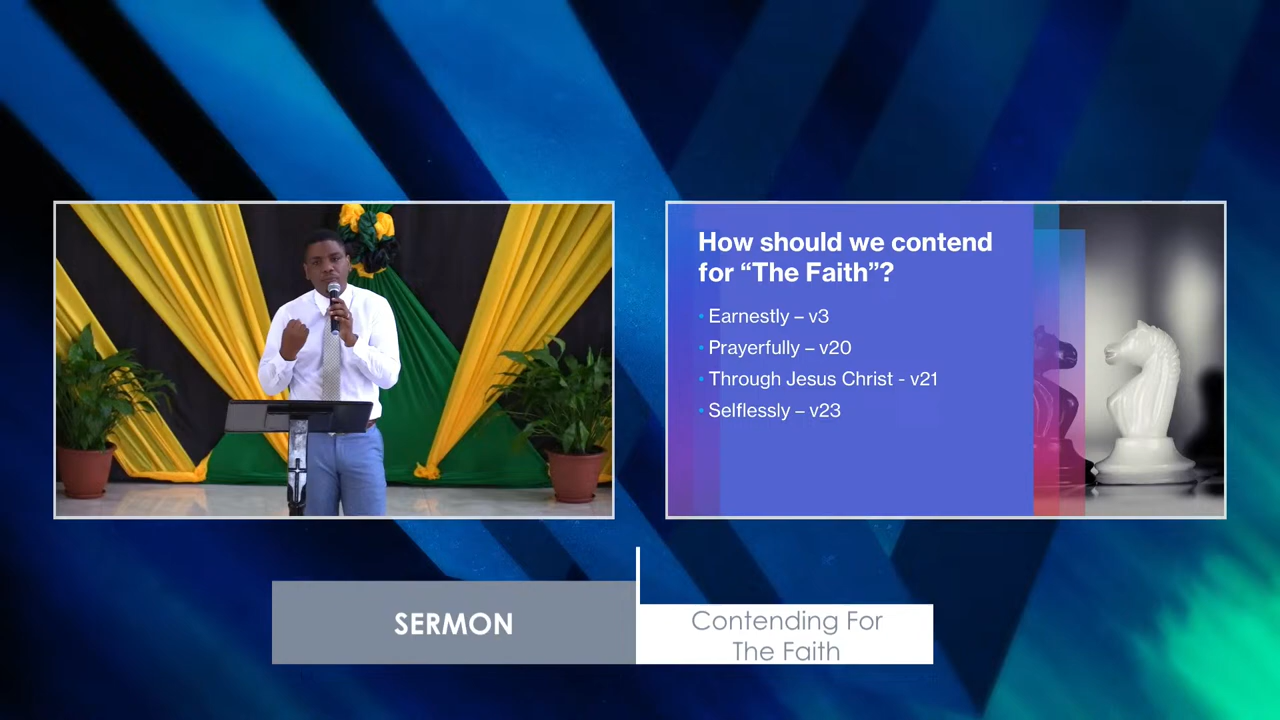 How should we contend
for “The Faith”?
• Earnestly – v3
• Prayerfully – v20
• Through Jesus Christ - v21
• Selflessly – v23
SERMON
Contending For
The Faith